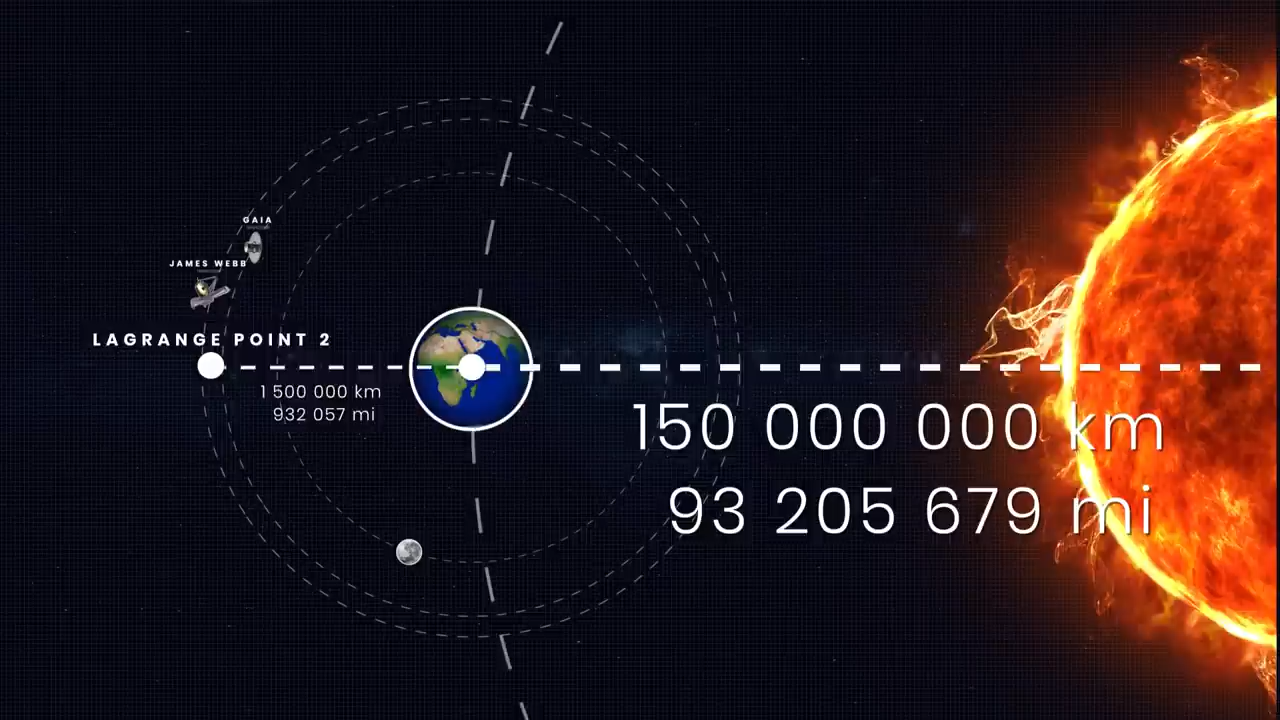 GAIA
JAMES WEBB
LAGRANGE POINT 2
1 500 000 km
932 057 mi
150 000 000 km
93 205 679 mi